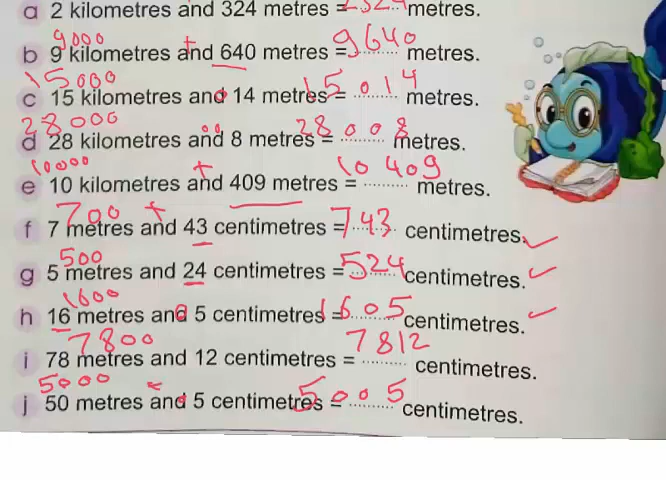 a 2 kilometres and 324 metres = 2324 metres.
9000 +
b 9 kilometres and 640 metres = 9640 metres.
15000
c 15 kilometres and 14 metres = 15014 metres.
28000
d 28 kilometres and 8 metres = 28008 metres.
10000 +
e 10 kilometres and 409 metres = 10409 metres.
700 +
f 7 metres and 43 centimetres = 743 centimetres.
500
g 5 metres and 24 centimetres = 524 centimetres.
1600
h 16 metres and 5 centimetres = 1605 centimetres.
7800
i 78 metres and 12 centimetres = 7812 centimetres.
5000
j 50 metres and 5 centimetres = 5005 centimetres.